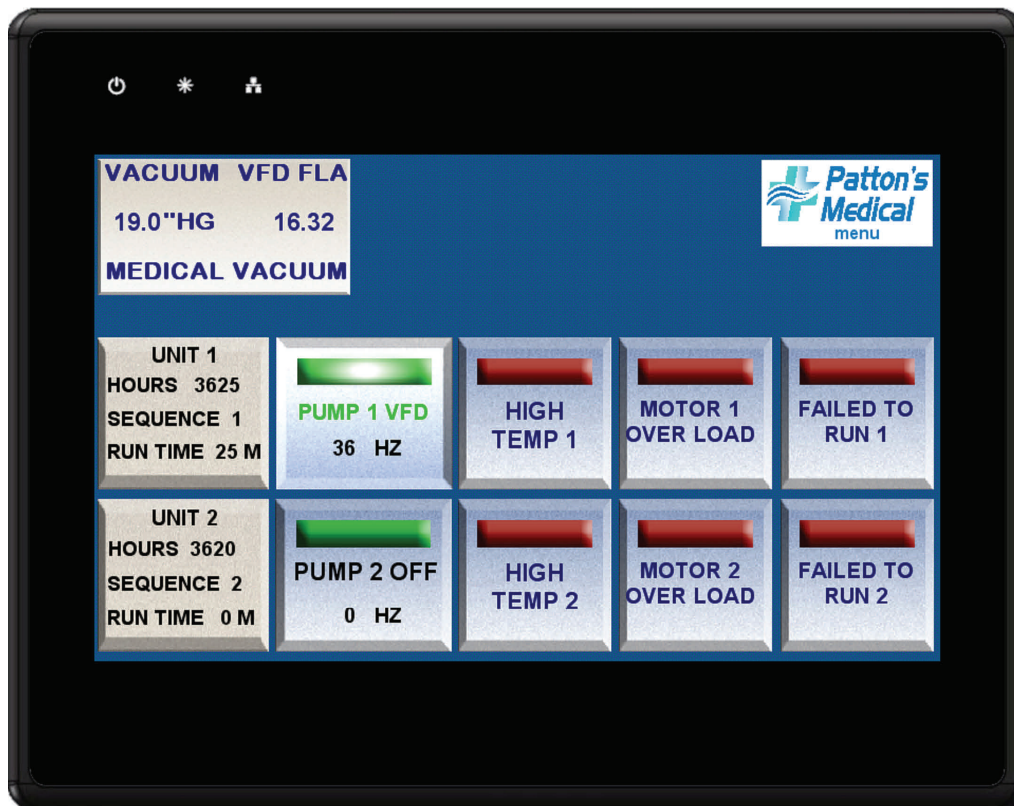 VACUUM VFD FLA
19.0"HG 16.32
MEDICAL VACUUM
Patton's
Medical
menu
UNIT 1
HOURS 3625
SEQUENCE 1
RUN TIME 25 M
PUMP 1 VFD
36 HZ
HIGH
TEMP 1
MOTOR 1
OVER LOAD
FAILED TO
RUN 1
UNIT 2
HOURS 3620
SEQUENCE 2
RUN TIME 0 M
PUMP 2 OFF
0 HZ
HIGH
TEMP 2
MOTOR 2
OVER LOAD
FAILED TO
RUN 2